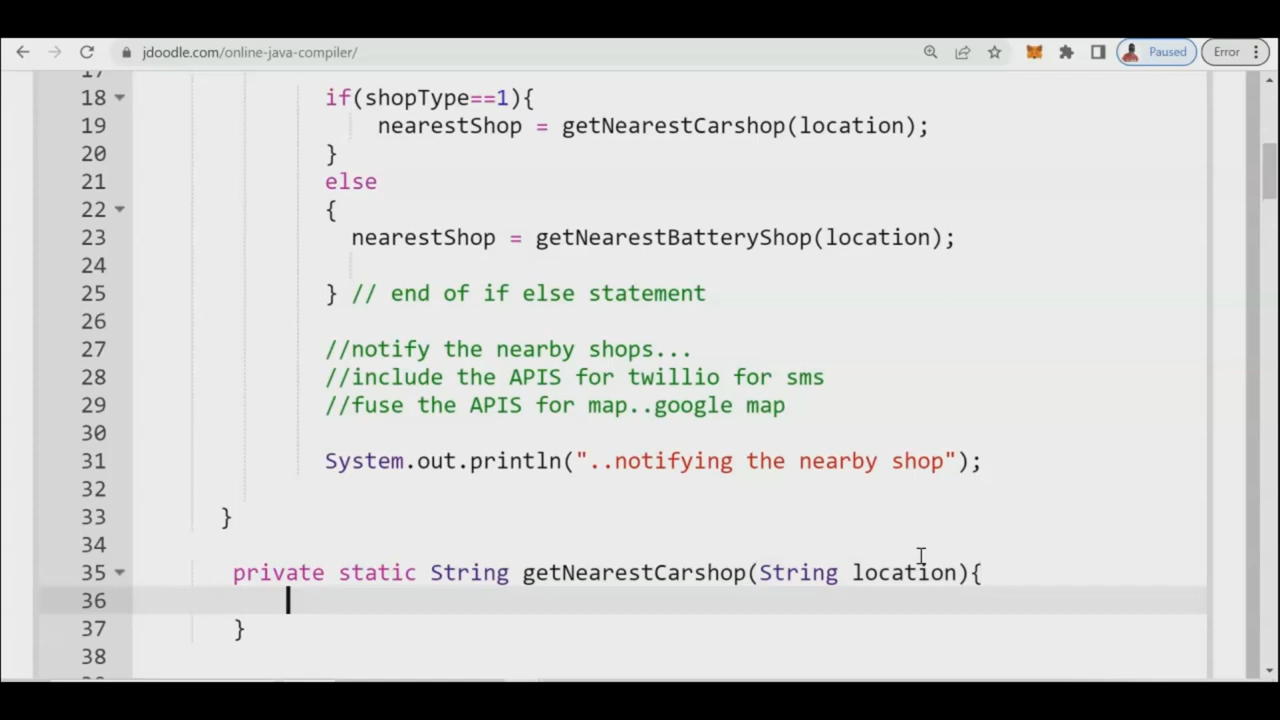 jdoodle.com/online-java-compiler/
Paused
Error
17
18 if(shopType==1){
19 nearestShop = getNearestCarshop(location);
20 }
21 else
22 {
23 nearestShop = getNearestBatteryShop(location);
24
25 } // end of if else statement
26
27 //notify the nearby shops...
28 //include the APIS for twillio for sms
29 //fuse the APIS for map..google map
30
31 System.out.println("..notifying the nearby shop");
32
33 }
34
35 private static String getNearestCarshop(String location){
36
37 }
38